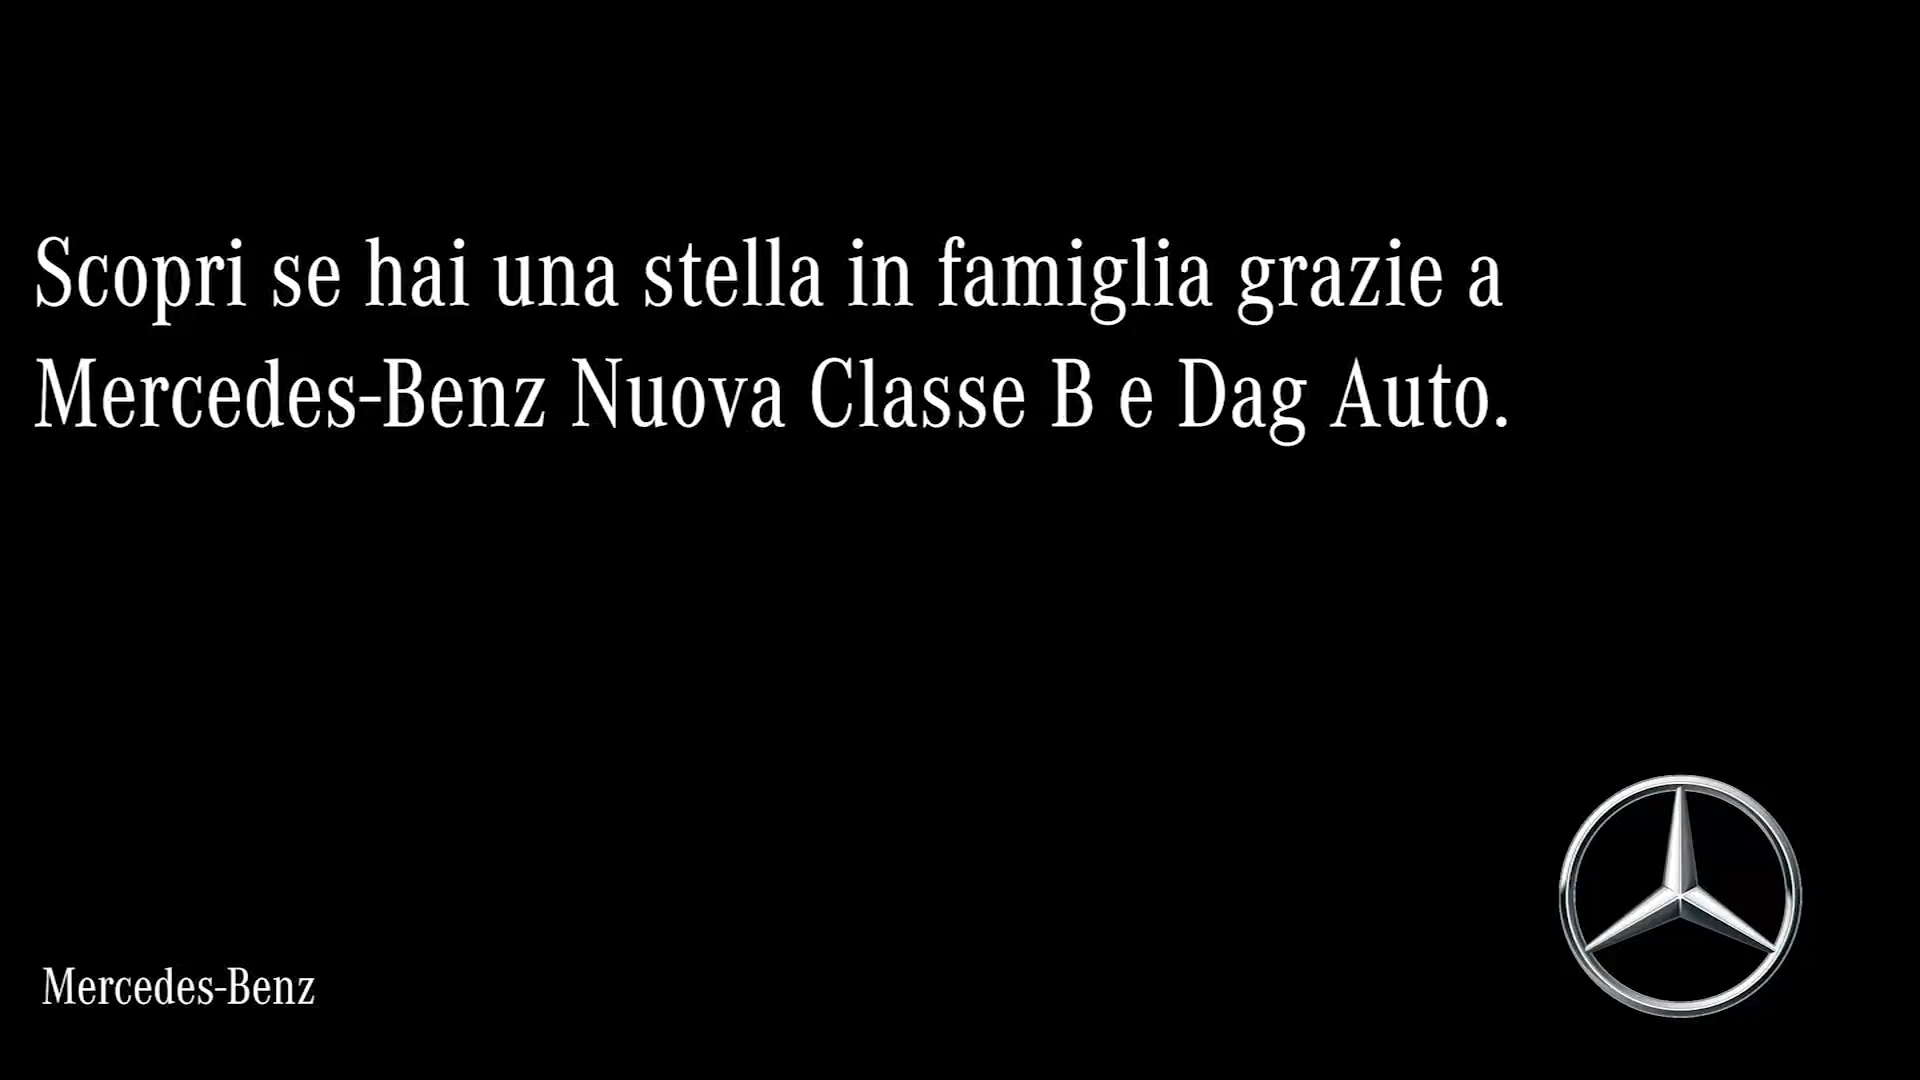 Scopri se hai una stella in famiglia grazie a
Mercedes-Benz Nuova Classe B e Dag Auto.
Mercedes-Benz